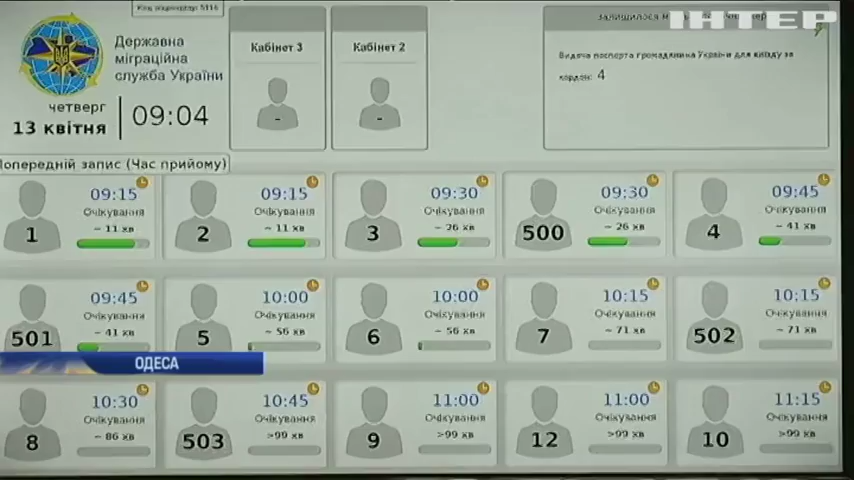 5116
ІНТЕР
Державна
міграційна
служба України
четверг
13 квітня
09:04
Кабінет 3
-
Кабінет 2
-
залишилося
Видача паспорта громадянина України для виїзду за
кордон: 4
Попередній запис (Час прийому)
1
09:15
Очікування
~ 11 хв
2
09:15
Очікування
~ 11 хв
3
09:30
Очікування
~ 26 хв
500
09:30
Очікування
~ 26 хв
4
09:45
Очікування
~ 41 хв
501
09:45
Очікування
~ 41 хв
5
10:00
Очікування
~ 56 хв
6
10:00
Очікування
~ 56 хв
7
10:15
Очікування
~ 71 хв
502
10:15
Очікування
~ 71 хв
ОДЕСА
8
10:30
Очікування
~ 86 хв
503
10:45
Очікування
>99 хв
9
11:00
Очікування
>99 хв
12
11:00
Очікування
>99 хв
10
11:15
Очікування
>99 хв